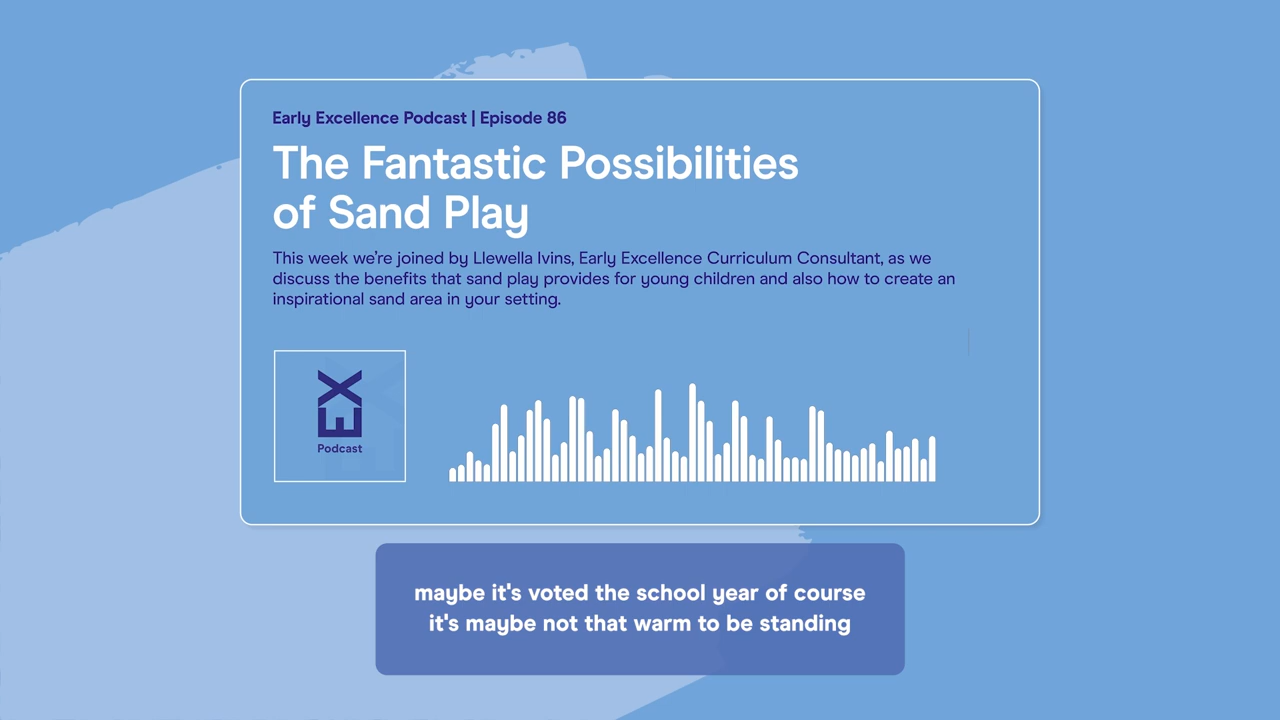 Early Excellence Podcast | Episode 86
The Fantastic Possibilities
of Sand Play
This week we’re joined by Llewella Ivins, Early Excellence Curriculum Consultant, as we
discuss the benefits that sand play provides for young children and also how to create an
inspirational sand area in your setting.
EX
Podcast
maybe it's voted the school year of course
it's maybe not that warm to be standing